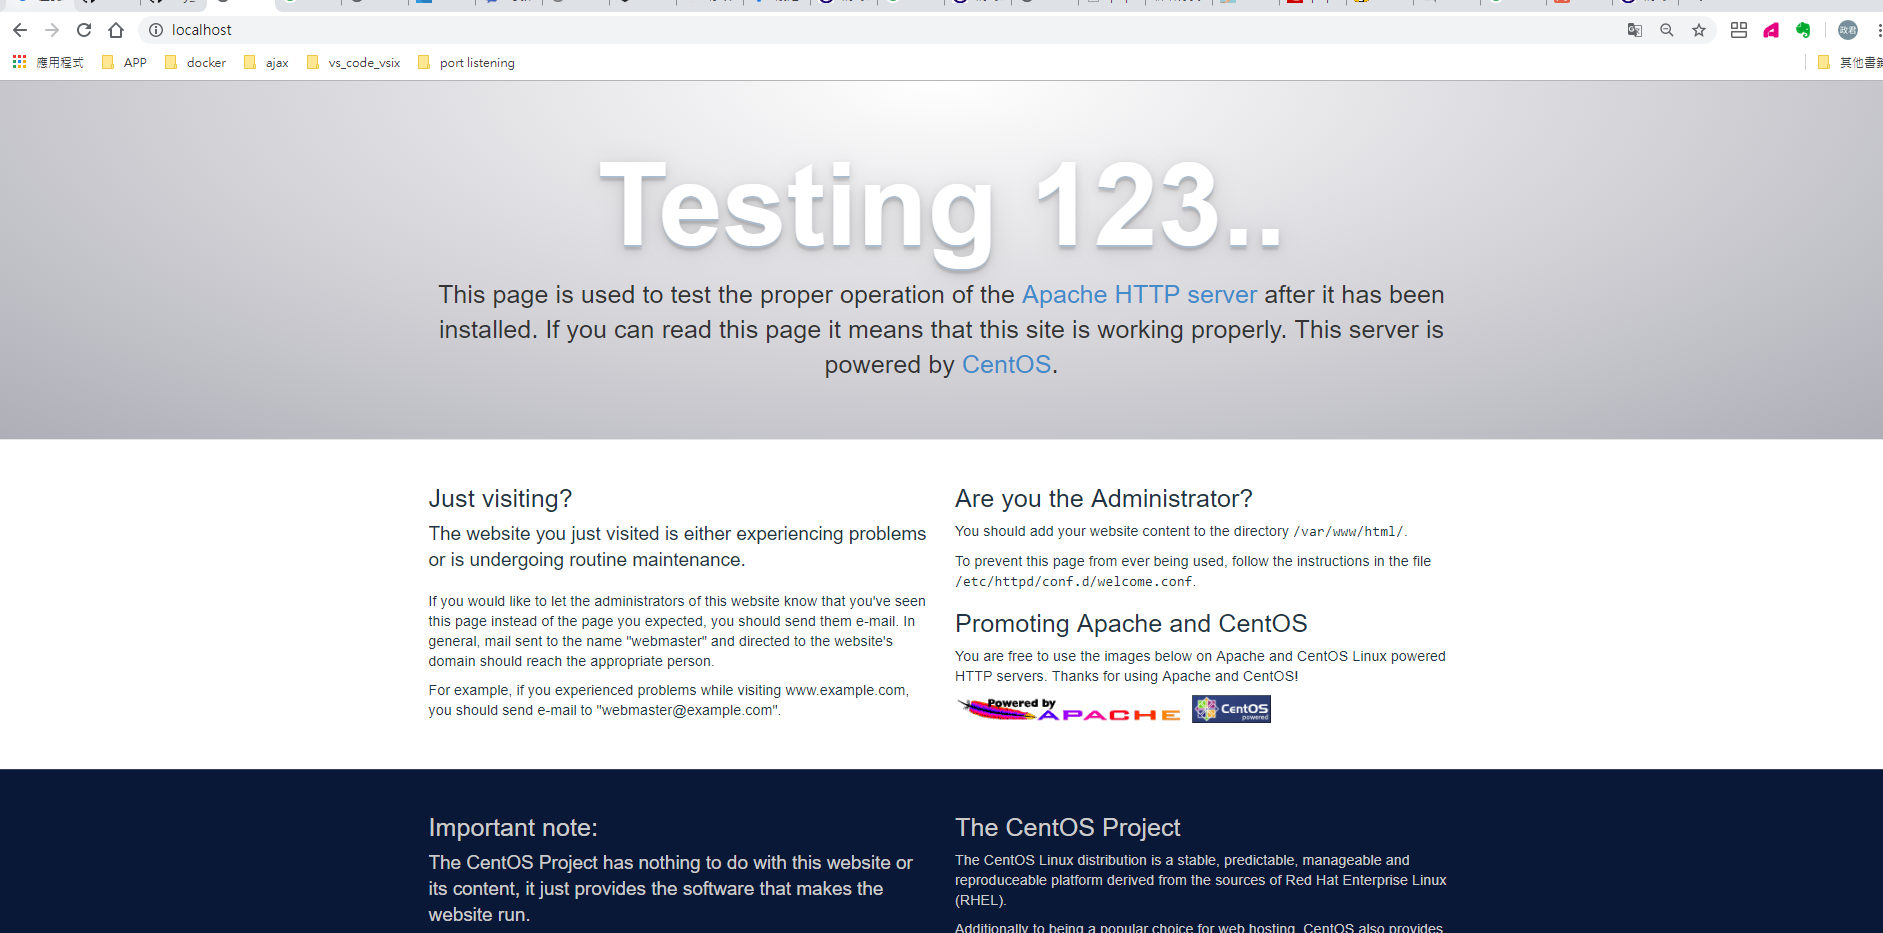 localhost
政君
應用程式
APP
docker
ajax
vs_code_vsix
port listening
Testing 123..
This page is used to test the proper operation of the Apache HTTP server after it has been
installed. If you can read this page it means that this site is working properly. This server is
powered by CentOS.
Just visiting?
The website you just visited is either experiencing problems
or is undergoing routine maintenance.
If you would like to let the administrators of this website know that you've seen
this page instead of the page you expected, you should send them e-mail. In
general, mail sent to the name "webmaster" and directed to the website's
domain should reach the appropriate person.
For example, if you experienced problems while visiting www.example.com,
you should send e-mail to "webmaster@example.com".
Are you the Administrator?
You should add your website content to the directory /var/www/html/.
To prevent this page from ever being used, follow the instructions in the file
/etc/httpd/conf.d/welcome.conf.
Promoting Apache and CentOS
You are free to use the images below on Apache and CentOS Linux powered
HTTP servers. Thanks for using Apache and CentOS!
Powered by
APACHE
CentOS
powered
Important note:
The CentOS Project has nothing to do with this website or
its content, it just provides the software that makes the
website run.
The CentOS Project
The CentOS Linux distribution is a stable, predictable, manageable and
reproduceable platform derived from the sources of Red Hat Enterprise Linux
(RHEL).
Additionally to being a popular choice for web hosting, CentOS also provides